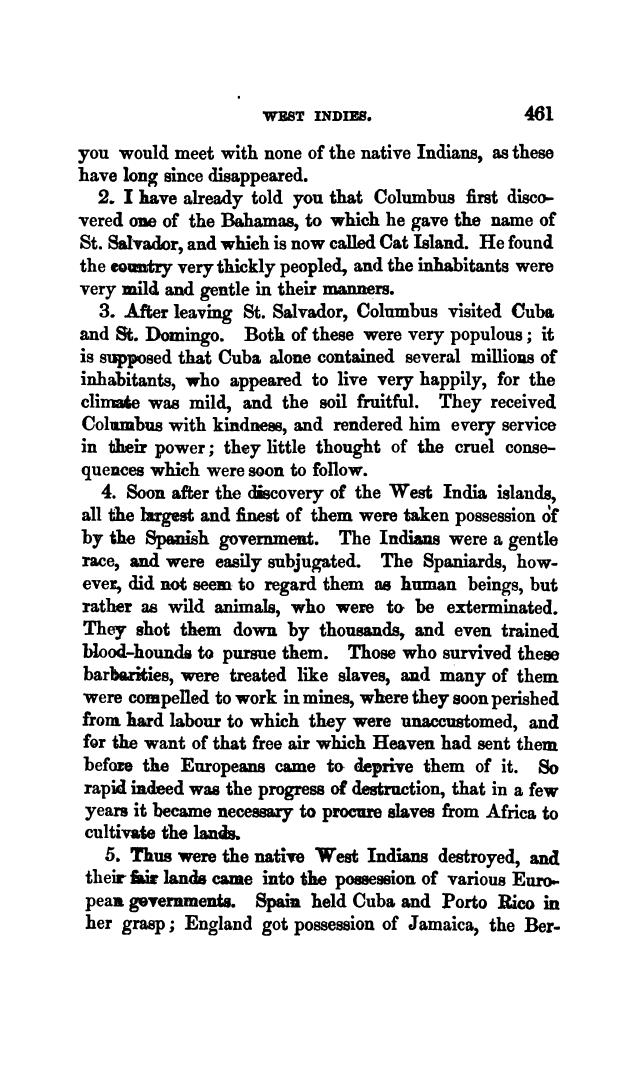 WEST INDIES. 461
you would meet with none of the native Indians, as these
have long since disappeared.
2. I have already told you that Columbus first disco-
vered one of the Bahamas, to which he gave the name of
St. Salvador, and which is now called Cat Island. He found
the country very thickly peopled, and the inhabitants were
very mild and gentle in their manners.
3. After leaving St. Salvador, Columbus visited Cuba
and St. Domingo. Both of these were very populous; it
is supposed that Cuba alone contained several millions of
inhabitants, who appeared to live very happily, for the
climate was mild, and the soil fruitful. They received
Columbus with kindness, and rendered him every service
in their power; they little thought of the cruel conse-
quences which were soon to follow.
4. Soon after the discovery of the West India islands,
all the largest and finest of them were taken possession of
by the Spanish government. The Indians were a gentle
race, and were easily subjugated. The Spaniards, how-
ever, did not seem to regard them as human beings, but
rather as wild animals, who were to be exterminated.
They shot them down by thousands, and even trained
blood-hounds to pursue them. Those who survived these
barbarities, were treated like slaves, and many of them
were compelled to work in mines, where they soon perished
from hard labour to which they were unaccustomed, and
for the want of that free air which Heaven had sent them
before the Europeans came to deprive them of it. So
rapid indeed was the progress of destruction, that in a few
years it became necessary to procure slaves from Africa to
cultivate the lands.
5. Thus were the native West Indians destroyed, and
their fair lands came into the possession of various Euro-
pean governments. Spain held Cuba and Porto Rico in
her grasp; England got possession of Jamaica, the Ber-